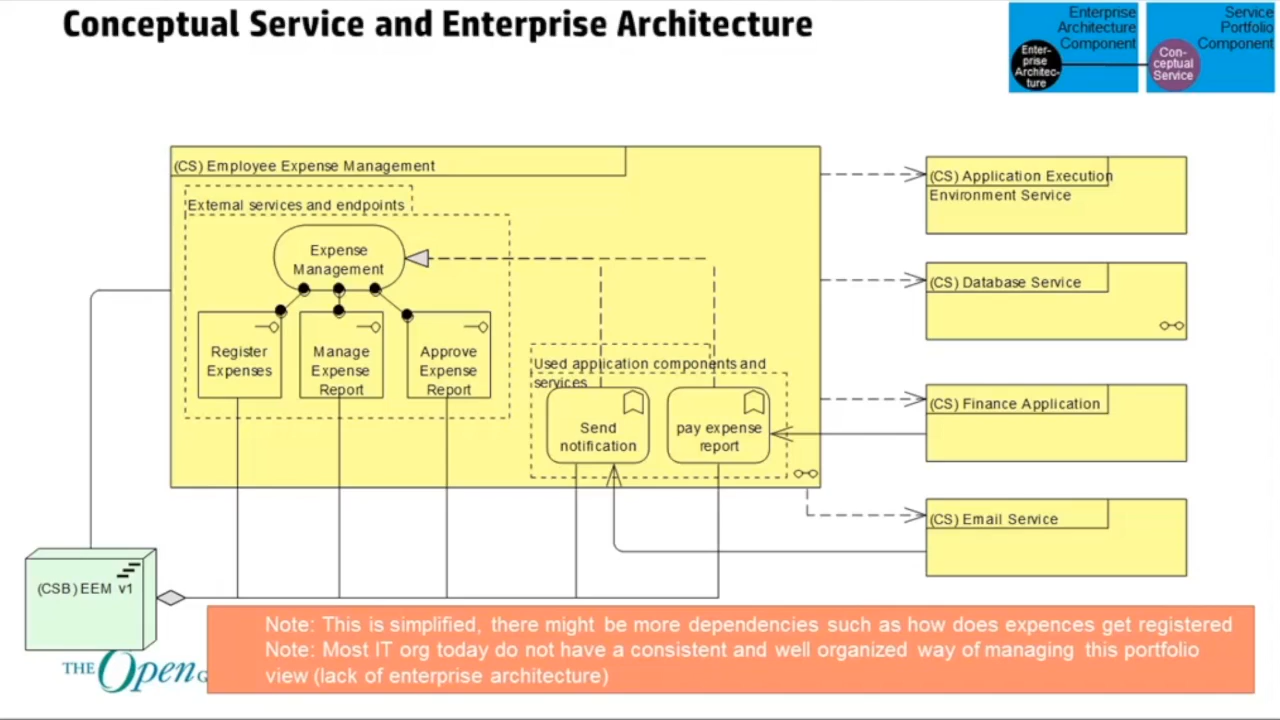 Conceptual Service and Enterprise Architecture
Enterprise
Architecture
Component
Enter-
prise
Architec-
ture
Service
Portfolio
Component
Con-
ceptual
Service
(CS) Employee Expense Management
External services and endpoints
Expense
Management
Register
Expenses
Manage
Expense
Report
Approve
Expense
Report
Used application components and
services
Send
notification
pay expense
report
(CS) Application Execution
Environment Service
(CS) Database Service
(CS) Finance Application
(CS) Email Service
(CSB) EEM v1
Note: This is simplified, there might be more dependencies such as how does expences get registered
Note: Most IT org today do not have a consistent and well organized way of managing this portfolio
view (lack of enterprise architecture)
THE Open G